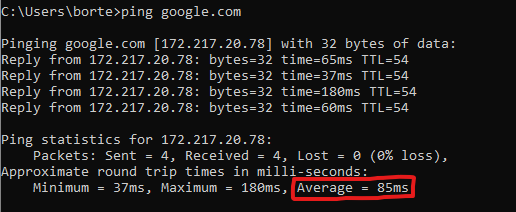 C:\Users\borte>ping google.com
Pinging google.com [172.217.20.78] with 32 bytes of data:
Reply from 172.217.20.78: bytes=32 time=65ms TTL=54
Reply from 172.217.20.78: bytes=32 time=37ms TTL=54
Reply from 172.217.20.78: bytes=32 time=180ms TTL=54
Reply from 172.217.20.78: bytes=32 time=60ms TTL=54
Ping statistics for 172.217.20.78:
Packets: Sent = 4, Received = 4, Lost = 0 (0% loss),
Approximate round trip times in milli-seconds:
Minimum = 37ms, Maximum = 180ms, Average = 85ms